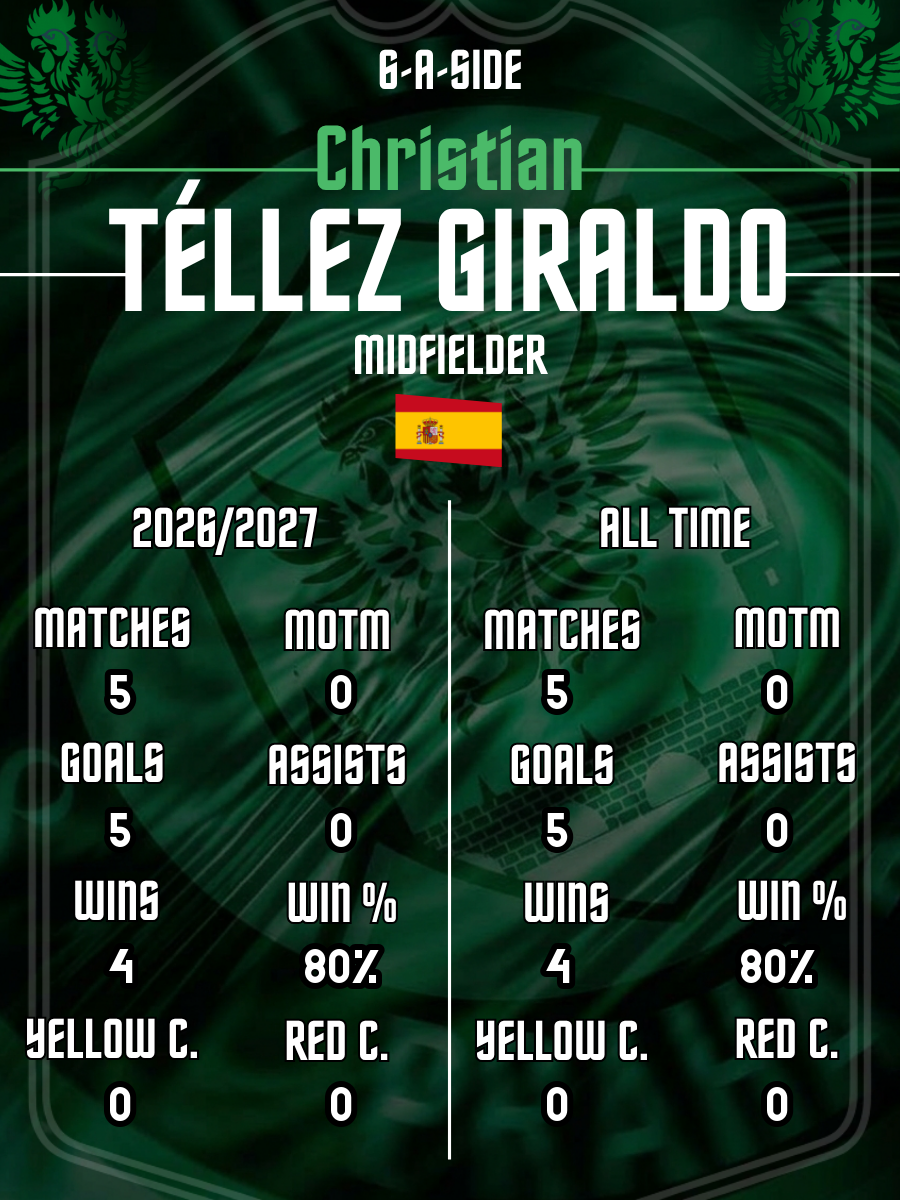 6-A-SIDE
Christian
TÉLLEZ GIRALDO
MIDFIELDER
2026/2027
MATCHES MOTM
5 0
GOALS ASSISTS
5 0
WINS WIN %
4 80%
YELLOW C. RED C.
0 0
ALL TIME
MATCHES MOTM
5 0
GOALS ASSISTS
5 0
WINS WIN %
4 80%
YELLOW C. RED C.
0 0